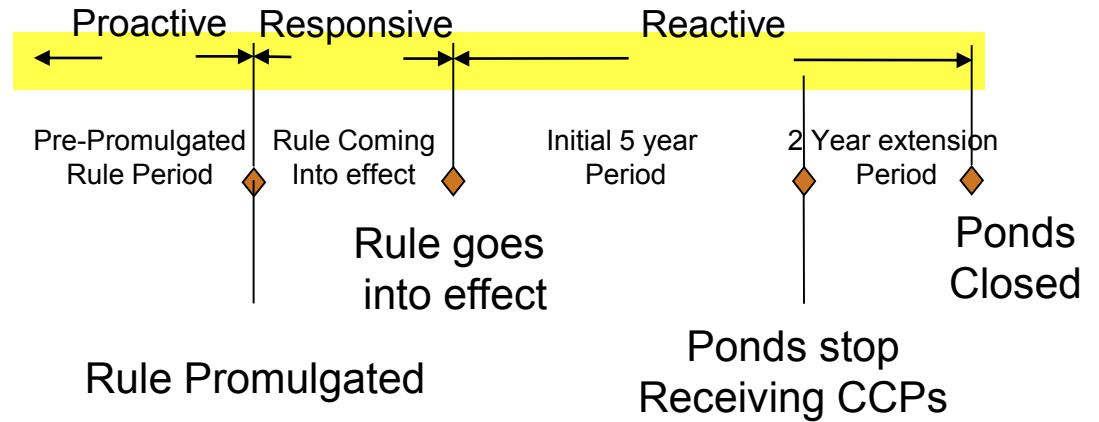 Proactive Responsive Reactive
Pre-Promulgated
Rule Period
Rule Coming
Into effect
Initial 5 year
Period
2 Year extension
Period
Rule goes
into effect
Ponds
Closed
Rule Promulgated
Ponds stop
Receiving CCPs